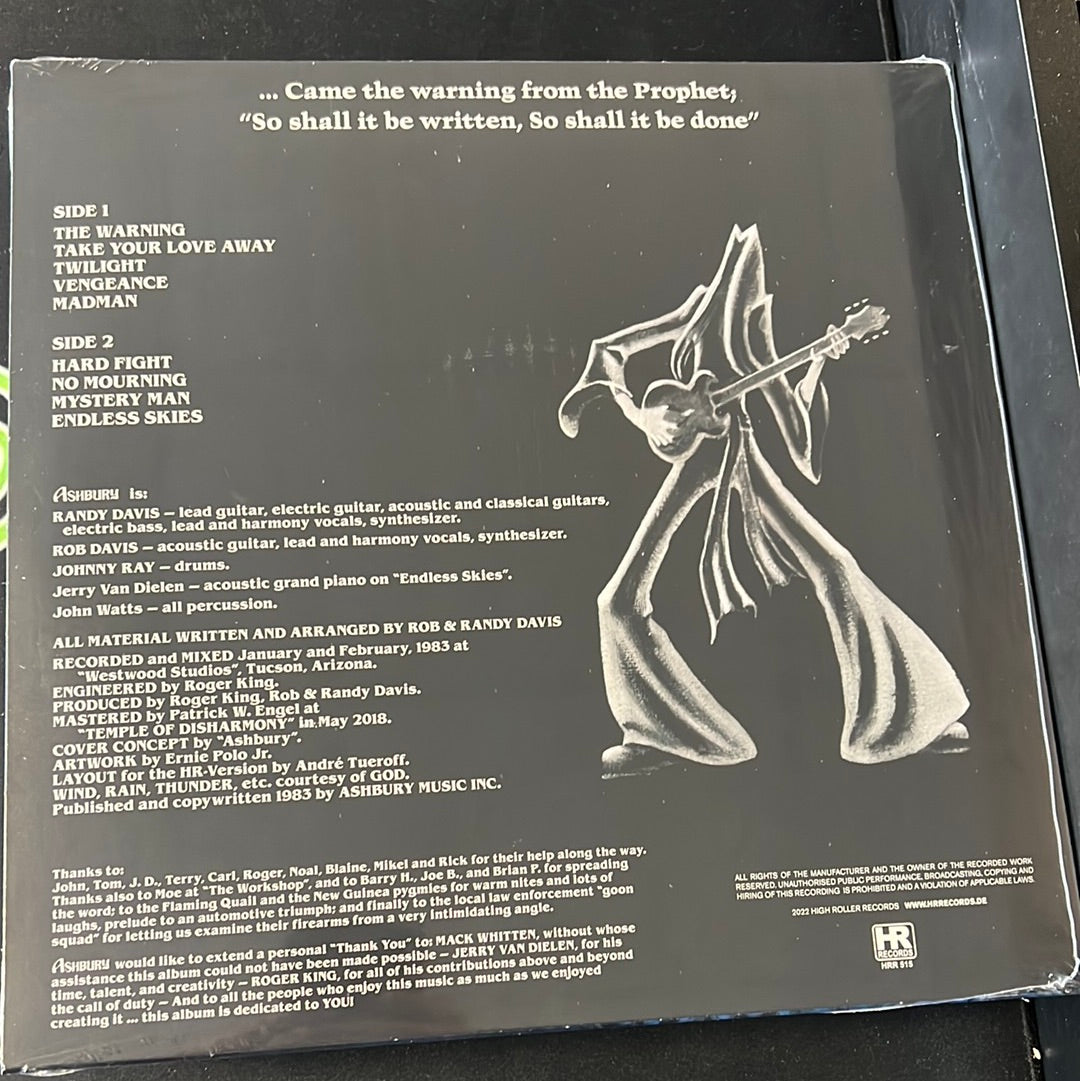 ... Came the warning from the Prophet;
"So shall it be written, So shall it be done"
SIDE 1
THE WARNING
TAKE YOUR LOVE AWAY
TWILIGHT
VENGEANCE
MADMAN
SIDE 2
HARD FIGHT
NO MOURNING
MYSTERY MAN
ENDLESS SKIES
ASHBURY is:
RANDY DAVIS – lead guitar, electric guitar, acoustic and classical guitars,
electric bass, lead and harmony vocals, synthesizer.
ROB DAVIS – acoustic guitar, lead and harmony vocals, synthesizer.
JOHNNY RAY – drums.
Jerry Van Dielen – acoustic grand piano on "Endless Skies".
John Watts – all percussion.
ALL MATERIAL WRITTEN AND ARRANGED BY ROB & RANDY DAVIS
RECORDED and MIXED January and February, 1983 at
"Westwood Studios", Tucson, Arizona.
ENGINEERED by Roger King.
PRODUCED by Roger King, Rob & Randy Davis.
MASTERED by Patrick W. Engel at
"TEMPLE OF DISHARMONY" in May 2018.
COVER CONCEPT by "Ashbury".
ARTWORK by Ernie Polo Jr.
LAYOUT for the HR-Version by André Tueroff.
WIND, RAIN, THUNDER, etc. courtesy of GOD.
Published and copywritten 1983 by ASHBURY MUSIC INC.
Thanks to:
John, Tom, J. D., Terry, Carl, Roger, Noal, Blaine, Mikel and Rick for their help along the way.
Thanks also to Moe at "The Workshop", and to Barry H., Joe B., and Brian P. for spreading
the word; to the Flaming Quail and the New Guinea pygmies for warm nites and lots of
laughs, prelude to an automotive triumph; and finally to the local law enforcement "goon
squad" for letting us examine their firearms from a very intimidating angle.
ASHBURY would like to extend a personal "Thank You" to: MACK WHITTEN, without whose
assistance this album could not have been made possible – JERRY VAN DIELEN, for his
time, talent, and creativity – ROGER KING, for all of his contributions above and beyond
the call of duty – And to all the people who enjoy this music as much as we enjoyed
creating it ... this album is dedicated to YOU!
ALL RIGHTS OF THE MANUFACTURER AND THE OWNER OF THE RECORDED WORK
RESERVED. UNAUTHORISED PUBLIC PERFORMANCE, BROADCASTING, COPYING AND
HIRING OF THIS RECORDING IS PROHIBITED AND A VIOLATION OF APPLICABLE LAWS.
2022 HIGH ROLLER RECORDS WWW.HRRECORDS.DE
HR
RECORDS
HRR 518